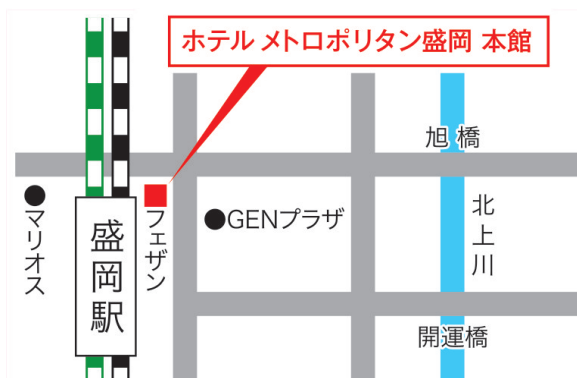 ホテル メトロポリタン盛岡 本館
旭橋
マリオス
盛岡駅
フェザン
GENプラザ
北上川
開運橋